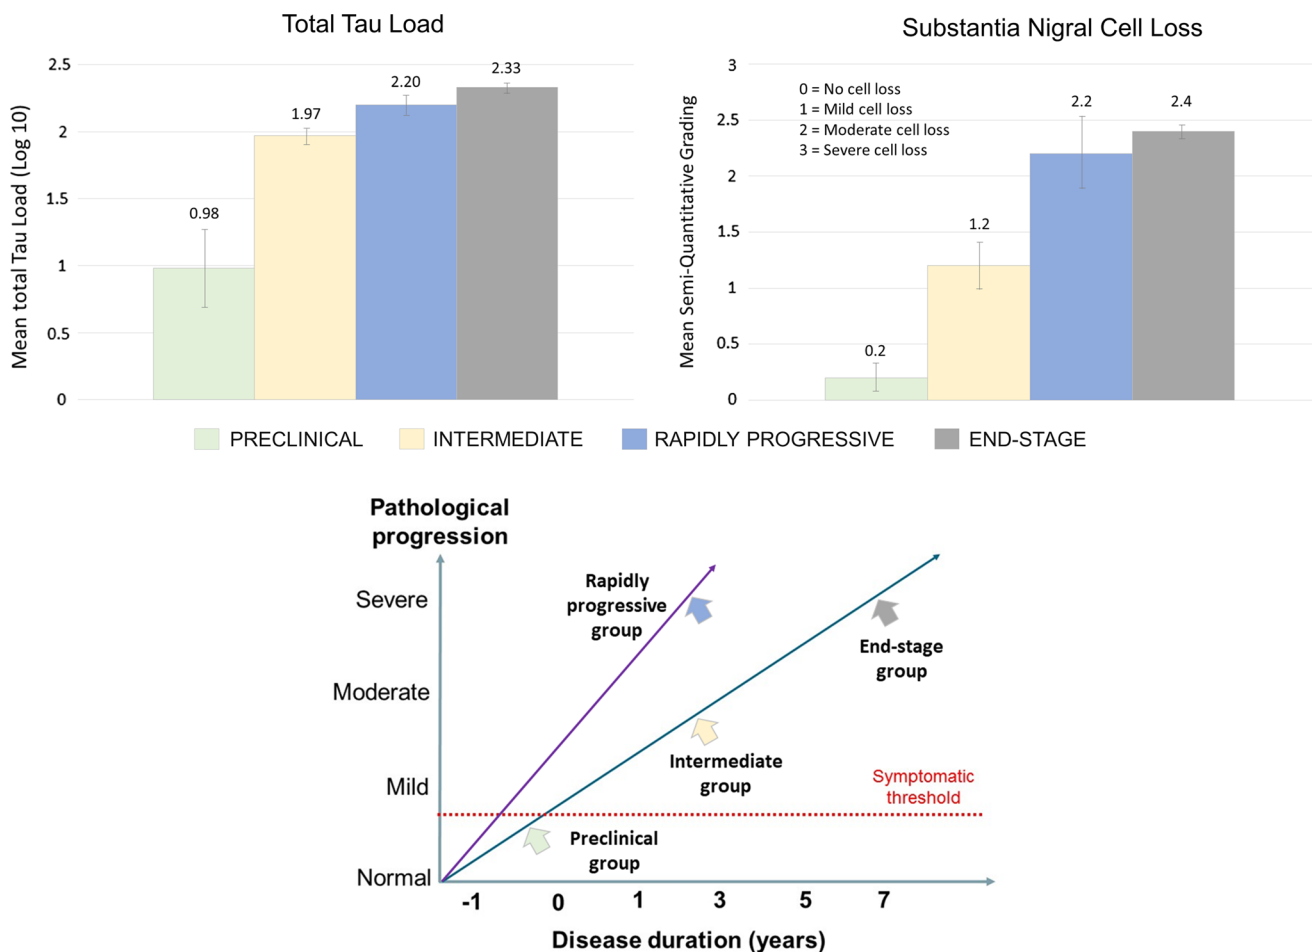 Total Tau Load
Mean total Tau Load (Log 10)
2.5
2
1.5
1
0.5
0
0.98
1.97
2.20
2.33
Substantia Nigral Cell Loss
Mean Semi-Quantitative Grading
3
2.5
2
1.5
1
0.5
0
0 = No cell loss
1 = Mild cell loss
2 = Moderate cell loss
3 = Severe cell loss
0.2
1.2
2.2
2.4
PRECLINICAL
INTERMEDIATE
RAPIDLY PROGRESSIVE
END-STAGE
Pathological
progression
Severe
Moderate
Mild
Normal
Rapidly
progressive
group
End-stage
group
Intermediate
group
Symptomatic
threshold
Preclinical
group
-1 0 1 3 5 7
Disease duration (years)